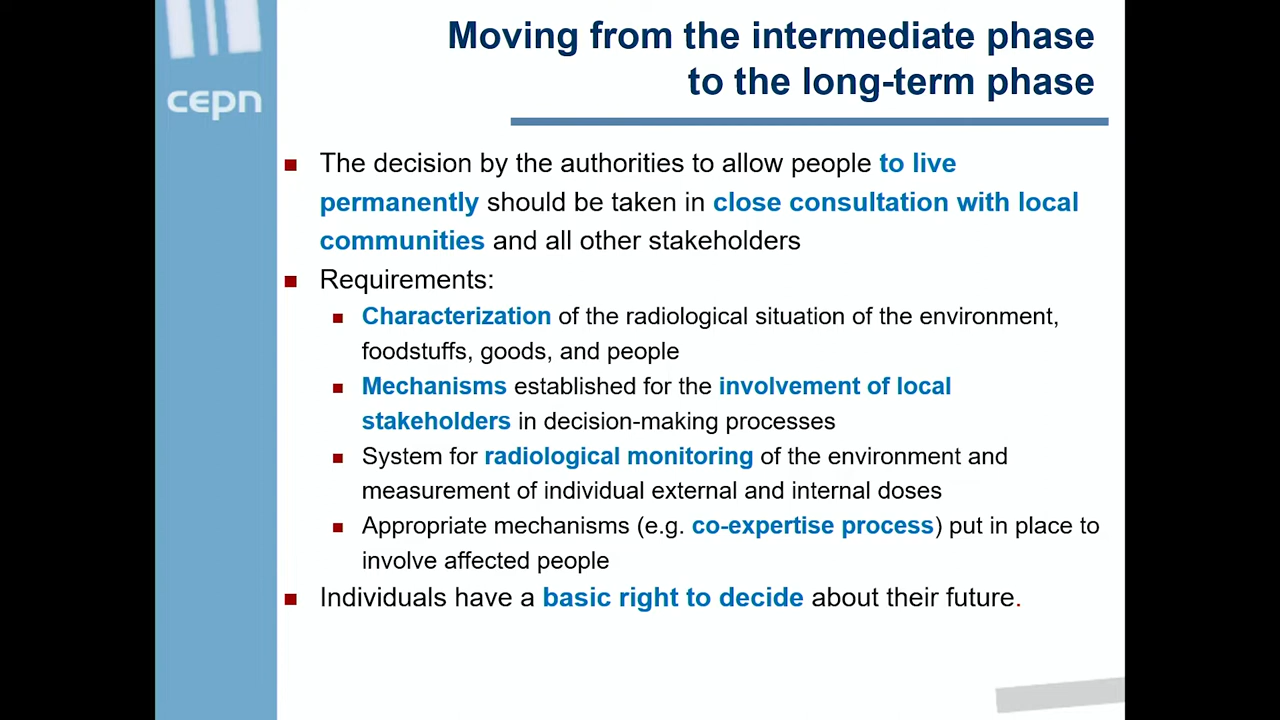 cepn
Moving from the intermediate phase
to the long-term phase
The decision by the authorities to allow people to live
permanently should be taken in close consultation with local
communities and all other stakeholders
Requirements:
Characterization of the radiological situation of the environment,
foodstuffs, goods, and people
Mechanisms established for the involvement of local
stakeholders in decision-making processes
System for radiological monitoring of the environment and
measurement of individual external and internal doses
Appropriate mechanisms (e.g. co-expertise process) put in place to
involve affected people
Individuals have a basic right to decide about their future.